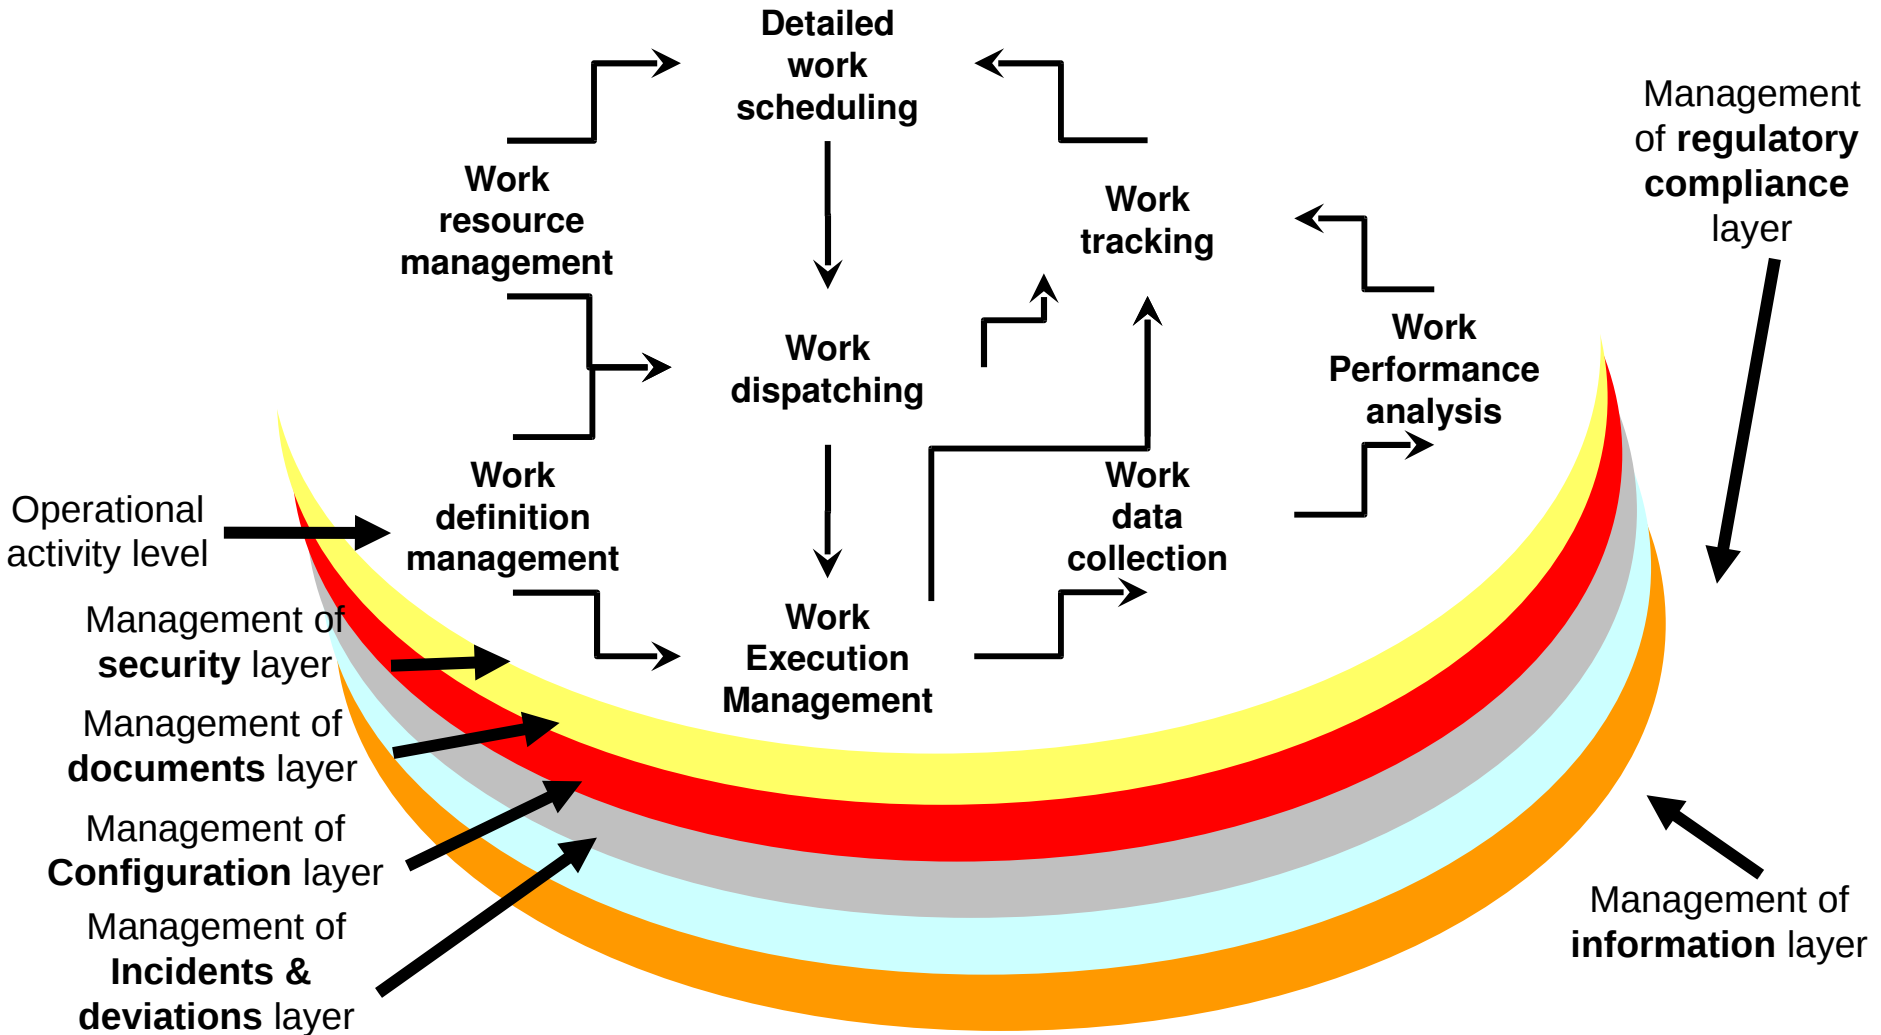 Detailed
work
scheduling
Management
of regulatory
compliance
layer
Work
resource
management
Work
tracking
Work
dispatching
Work
Performance
analysis
Operational
activity level
Work
definition
management
Work
data
collection
Work
Execution
Management
Management of
security layer
Management of
documents layer
Management of
Configuration layer
Management of
Incidents &
deviations layer
Management of
information layer